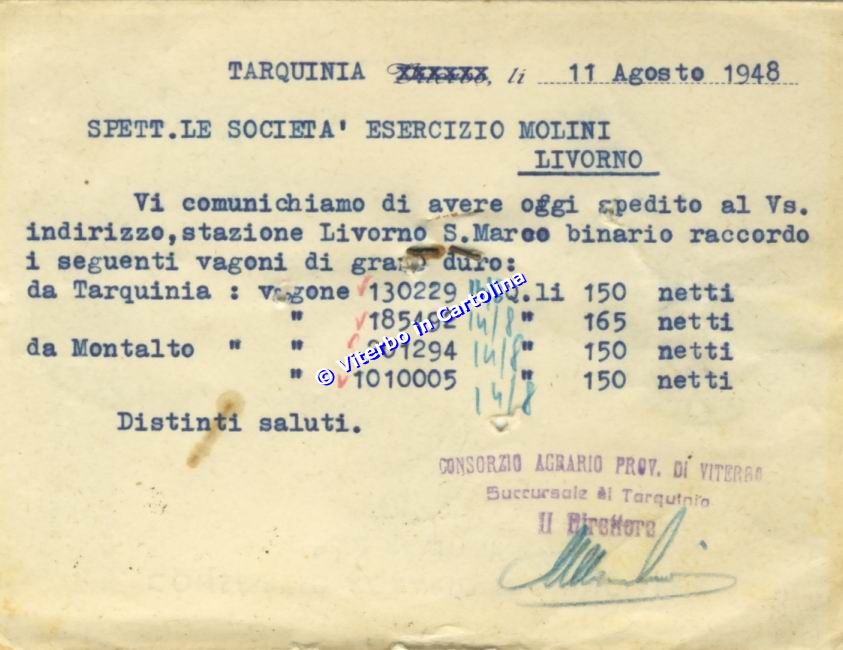 TARQUINIA Viterbo, li 11 Agosto 1948
SPETT.LE SOCIETA' ESERCIZIO MOLINI
LIVORNO
Vi comunichiamo di avere oggi spedito al Vs.
indirizzo,stazione Livorno S.Marco binario raccordo
i seguenti vagoni di grano duro:
da Tarquinia : vagone 130229 14/8 Q.li 150 netti
" 185492 14/8 " 165 netti
da Montalto " " 14/8 " 150 netti
" 1010005 14/8 " 150 netti
Distinti saluti.
© Viterbo in Cartolina
CONSORZIO AGRARIO PROV. DI VITERBO
Succursale di Tarquinia
Il Direttore